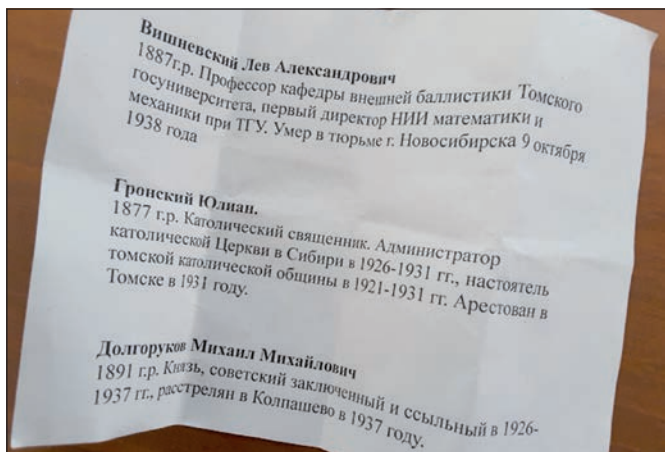 Вишневский Лев Александрович
1887г.р. Профессор кафедры внешней баллистики Томского
госуниверситета, первый директор НИИ математики и
механики при ТГУ. Умер в тюрьме г. Новосибирска 9 октября
1938 года
Гронский Юлиан.
1877 г.р. Католический священник. Администратор
католической Церкви в Сибири в 1926-1931 гг., настоятель
томской католической общины в 1921-1931 гг. Арестован в
Томске в 1931 году.
Долгоруков Михаил Михайлович
1891 г.р. Князь, советский заключенный и ссыльный в 1926-
1937 гг., расстрелян в Колпашево в 1937 году.